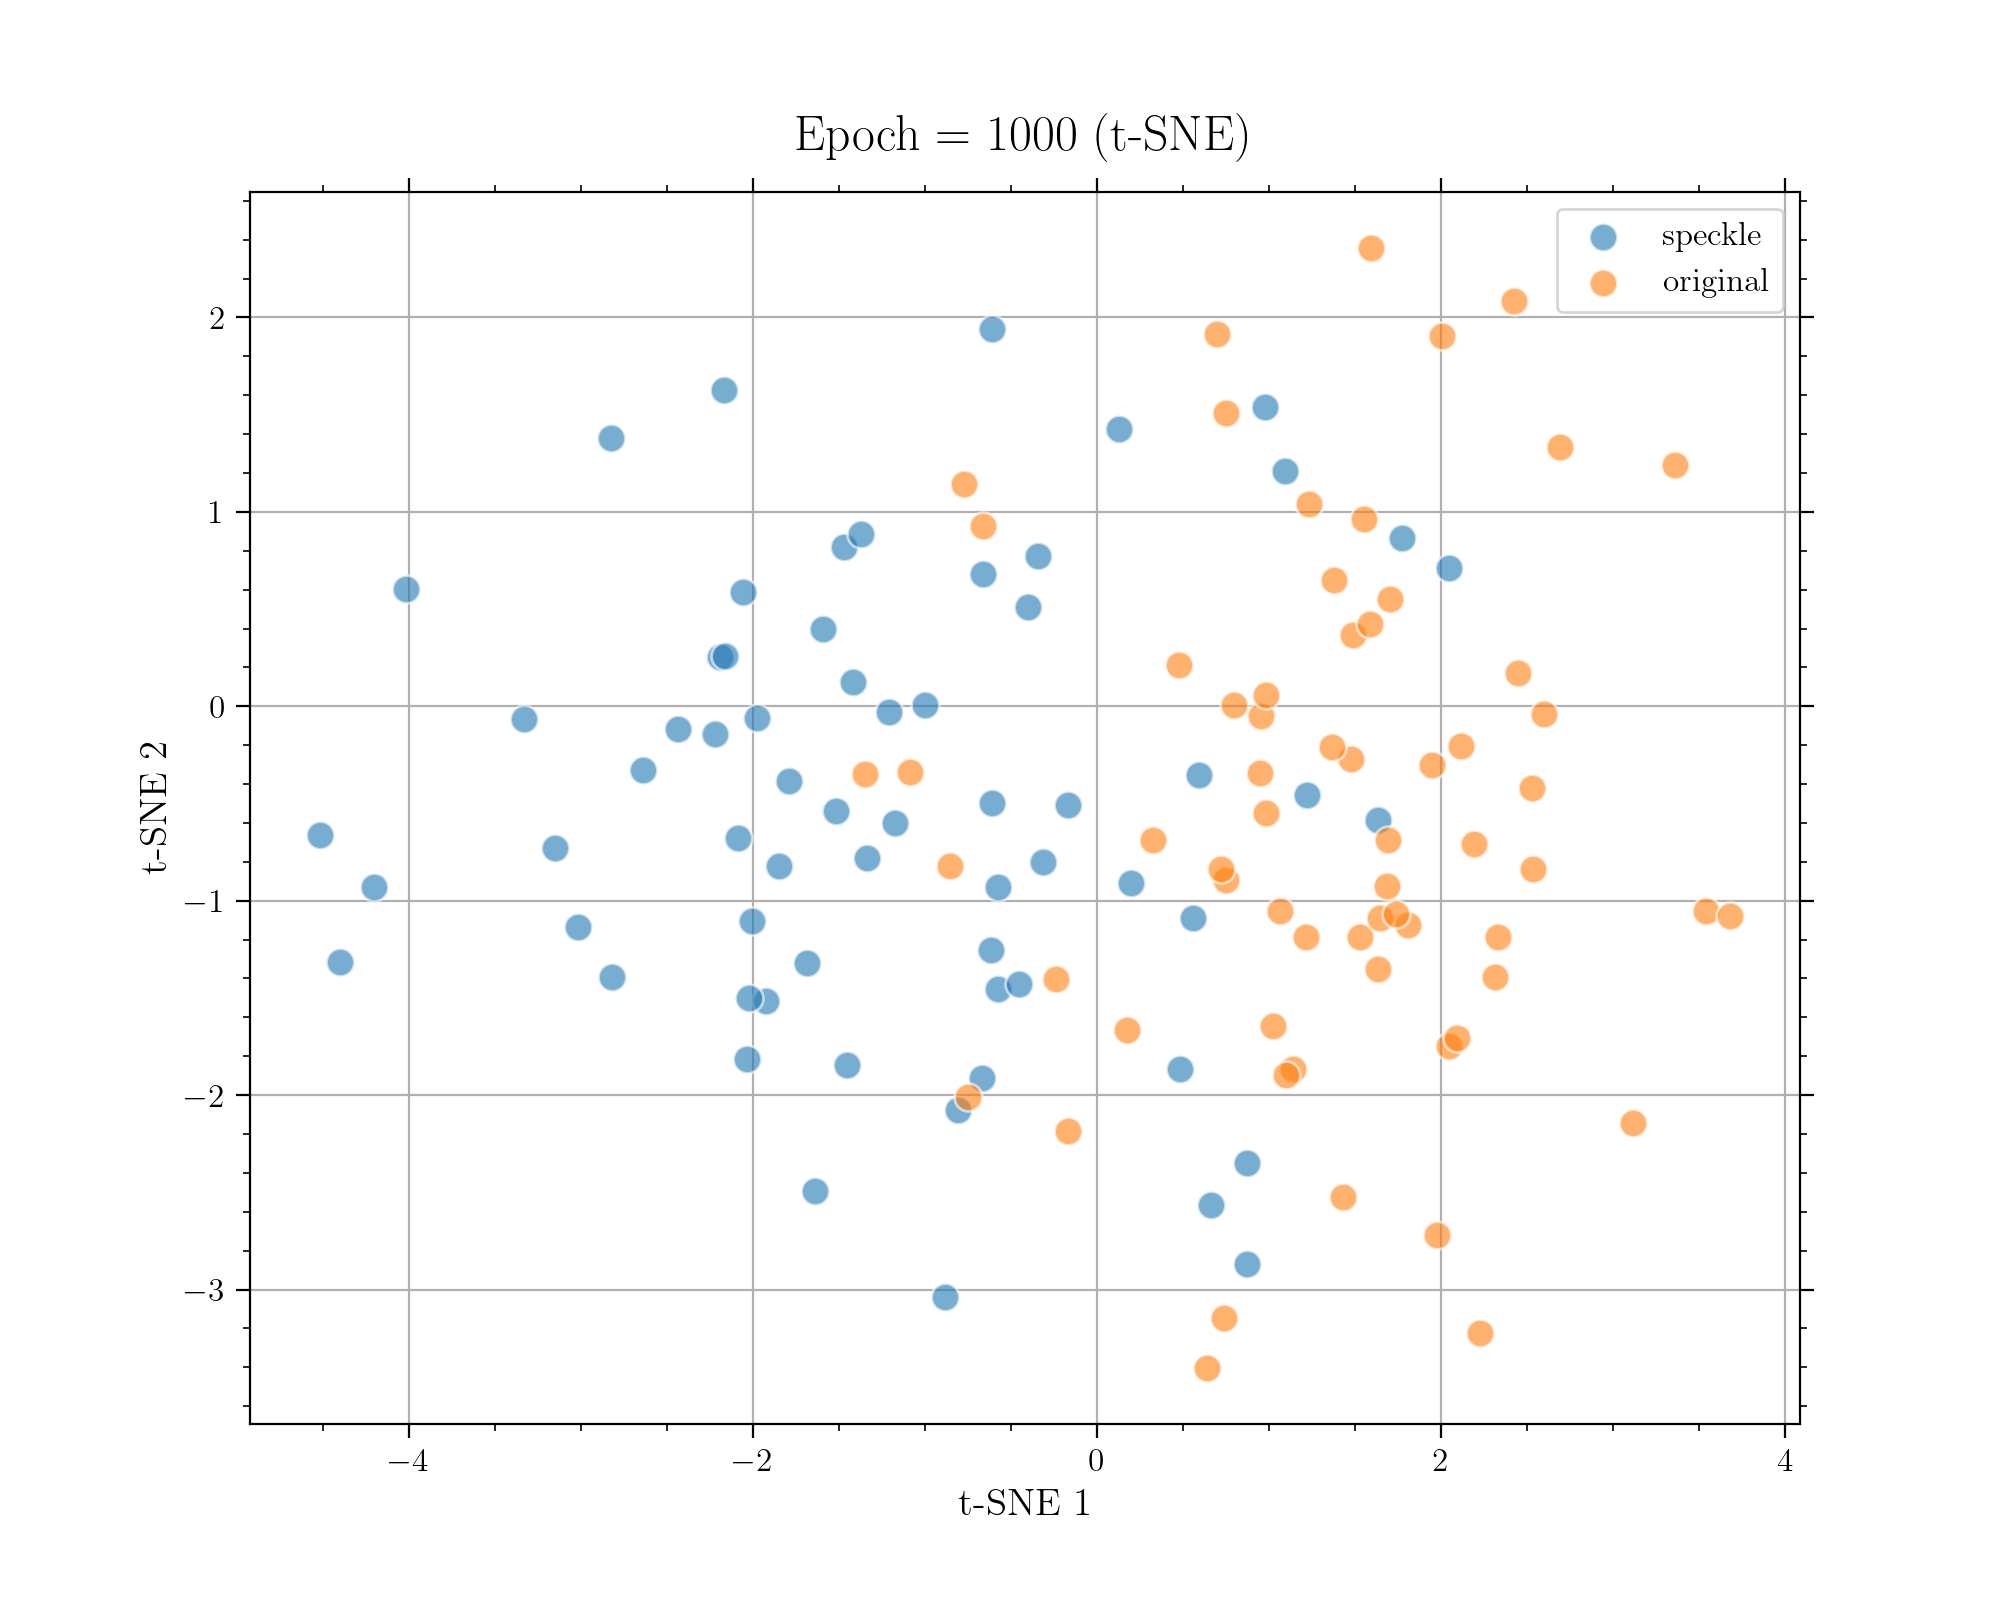 Epoch = 1000 (t-SNE)
speckle
original
2
1
0
−1
−2
−3
t-SNE 2
−4
−2
0
2
4
t-SNE 1